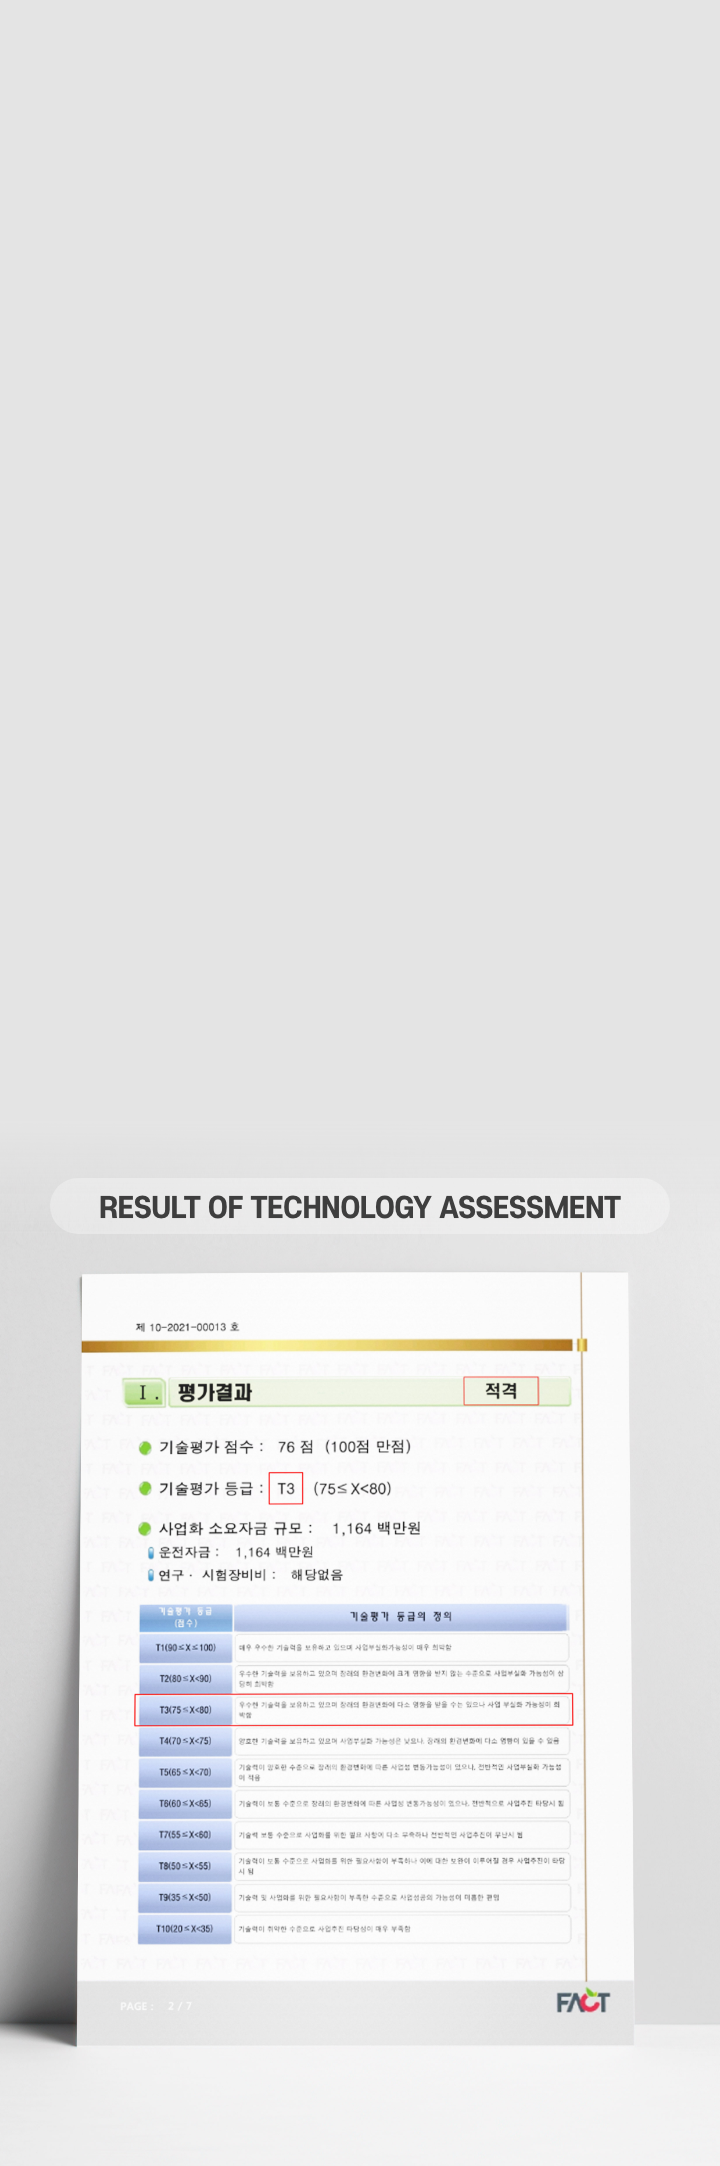 RESULT OF TECHNOLOGY ASSESSMENT
제 10-2021-00013 호
Ⅰ. 평가결과 적격
기술평가 점수 : 76 점 (100점 만점)
기술평가 등급 : T3 (75≤X<80)
사업화 소요자금 규모 : 1,164 백만원
운전자금 : 1,164 백만원
연구 · 시험장비비 : 해당없음
기술평가 등급 기술평가 등급의 정의
(점수)
T1(90≤X≤100) 매우 우수한 기술력을 보유하고 있으며 사업부실화가능성이 매우 희박함
T2(80≤X<90) 우수한 기술력을 보유하고 있으며 장래의 환경변화에 크게 영향을 받지 않는 수준으로 사업부실화 가능성이 상
당히 희박함
T3(75≤X<80) 우수한 기술력을 보유하고 있으며 장래의 환경변화에 다소 영향을 받을 수는 있으나 사업 부실화 가능성이 희
박함
T4(70≤X<75) 양호한 기술력을 보유하고 있으며 사업부실화 가능성은 낮으나, 장래의 환경변화에 다소 영향이 있을 수 있음
T5(65≤X<70) 기술력이 양호한 수준으로 장래의 환경변화에 따른 사업성 변동가능성이 있으나, 전반적인 사업부실화 가능성
이 적음
T6(60≤X<65) 기술력이 보통 수준으로 장래의 환경변화에 따른 사업성 변동가능성이 있으나, 전반적으로 사업추진 타당시 됨
T7(55≤X<60) 기술력 보통 수준으로 사업화를 위한 필요 사항이 다소 부족하나 전반적인 사업추진이 무난시 됨
T8(50≤X<55) 기술력이 보통 수준으로 사업화를 위한 필요사항이 부족하나 이에 대한 보완이 이루어질 경우 사업추진이 타당
시 됨
T9(35≤X<50) 기술력 및 사업화를 위한 필요사항이 부족한 수준으로 사업성공의 가능성이 미흡한 편임
T10(20≤X<35) 기술력이 취약한 수준으로 사업추진 타당성이 매우 부족함
PAGE : 2 / 7
FACT